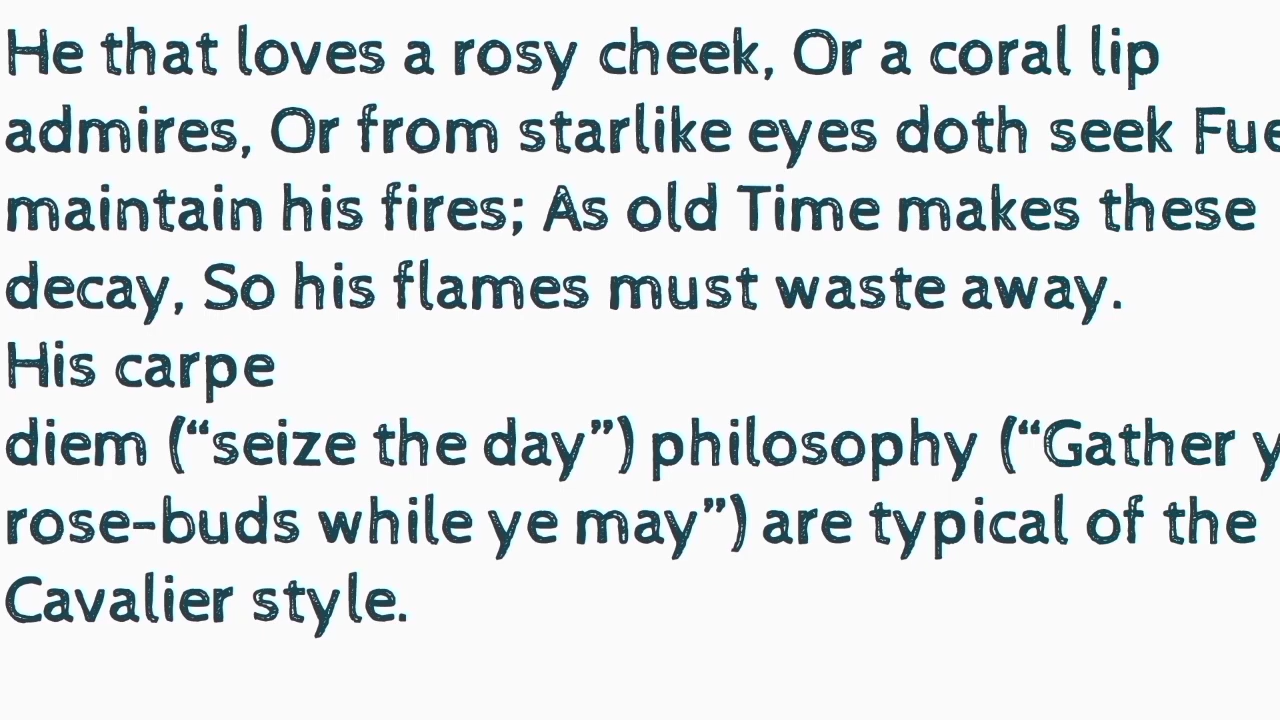 He that loves a rosy cheek, Or a coral lip
admires, Or from starlike eyes doth seek
maintain his fires; As old Time makes these
decay, So his flames must waste away.
His carpe
diem (“seize the day”) philosophy (“Gather
rose-buds while ye may”) are typical of the
Cavalier style.